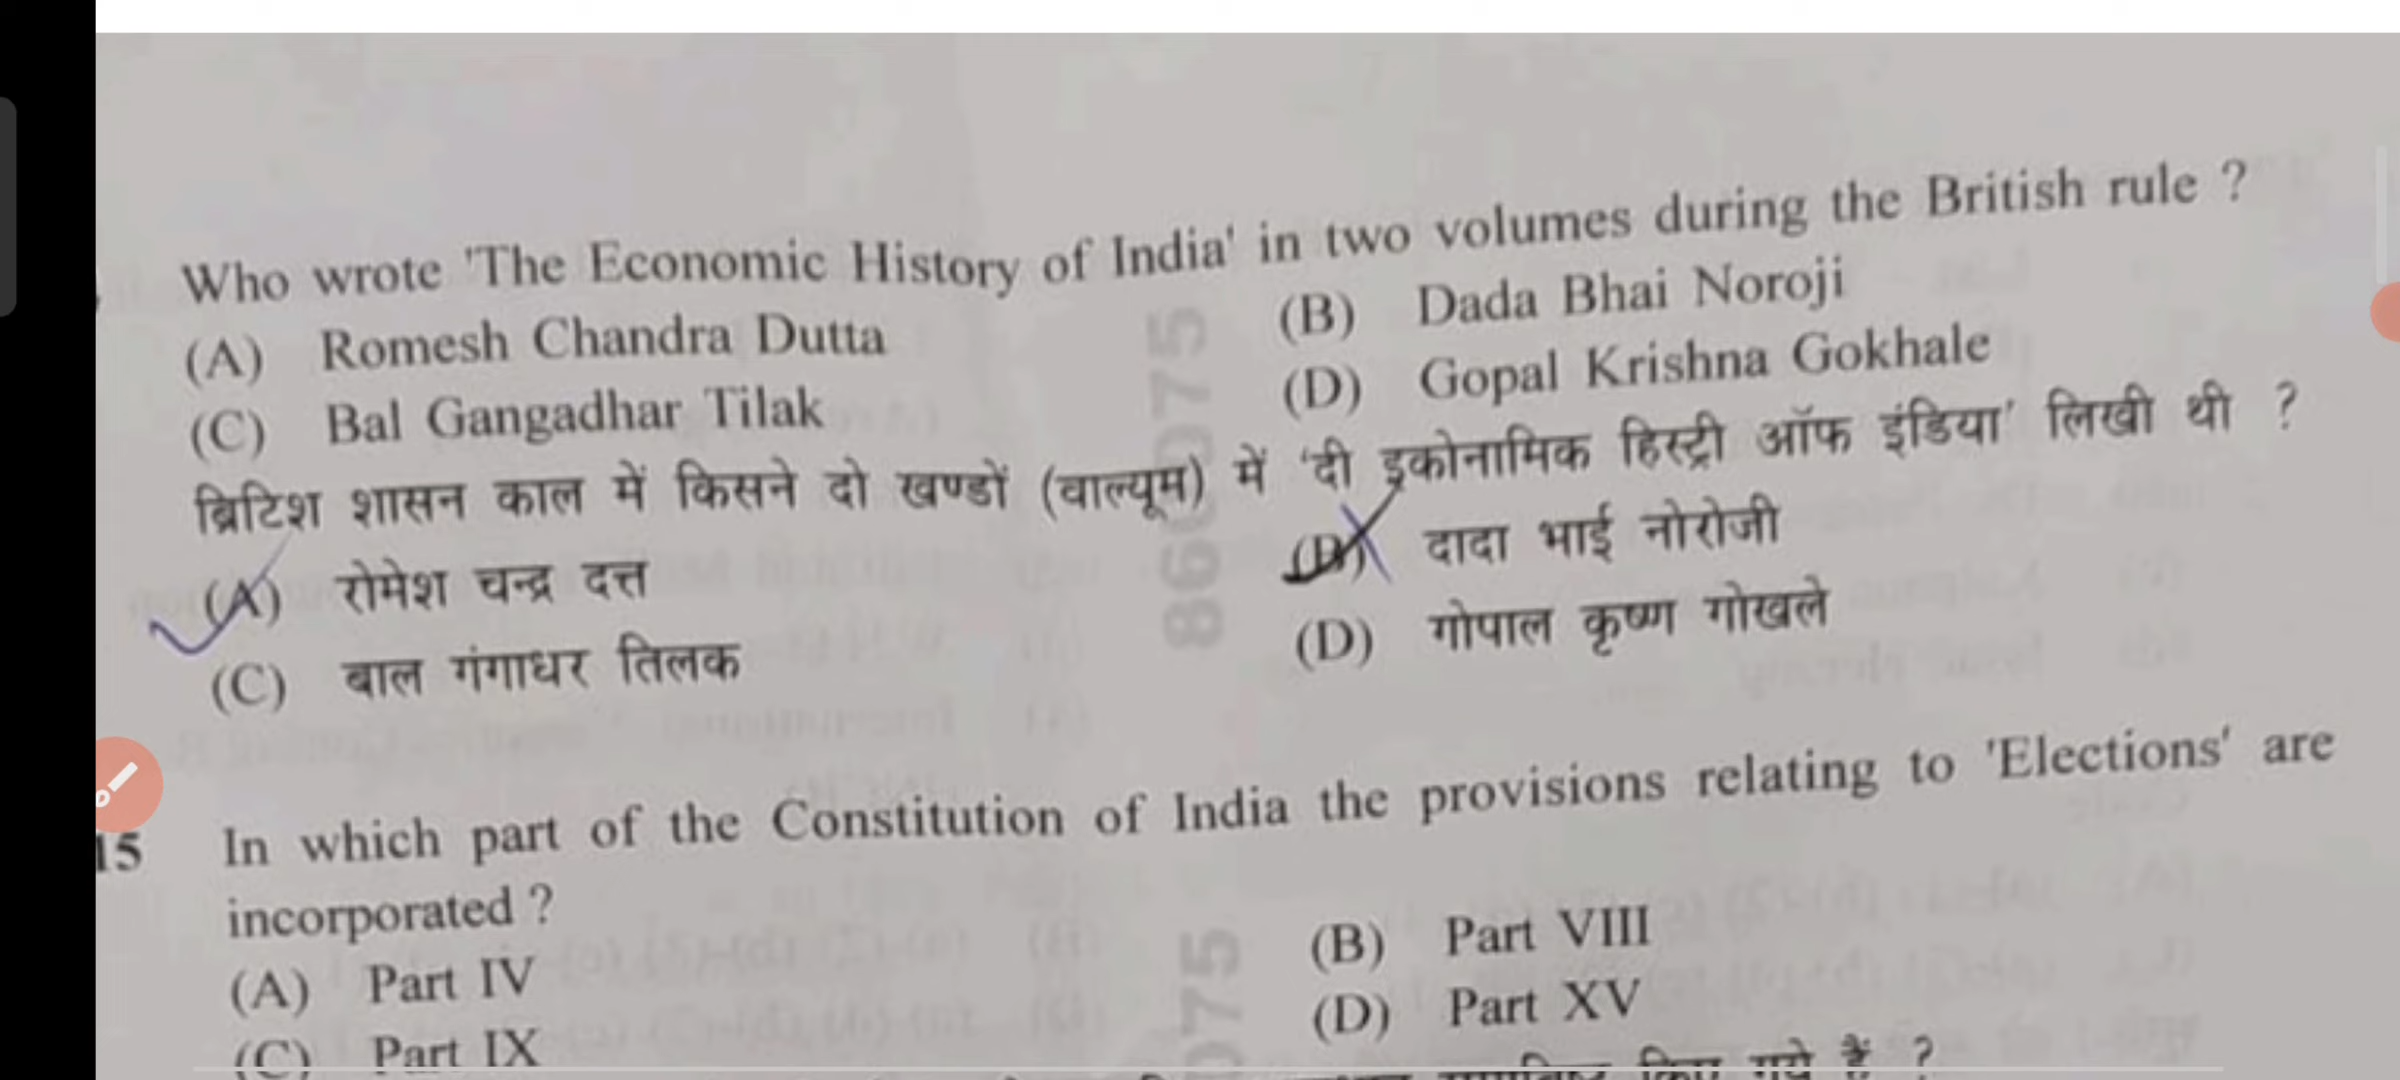 Who wrote 'The Economic History of India' in two volumes during the British rule ?
(A) Romesh Chandra Dutta (B) Dada Bhai Noroji
(C) Bal Gangadhar Tilak (D) Gopal Krishna Gokhale
ब्रिटिश शासन काल में किसने दो खण्डों (वाल्यूम) में 'दी इकोनामिक हिस्ट्री ऑफ इंडिया' लिखी थी ?
(A) रोमेश चन्द्र दत्त (B) दादा भाई नोरोजी
(C) बाल गंगाधर तिलक (D) गोपाल कृष्ण गोखले
15 In which part of the Constitution of India the provisions relating to 'Elections' are
incorporated ?
(A) Part IV (B) Part VIII
(C) Part IX (D) Part XV
किए गये हैं ?